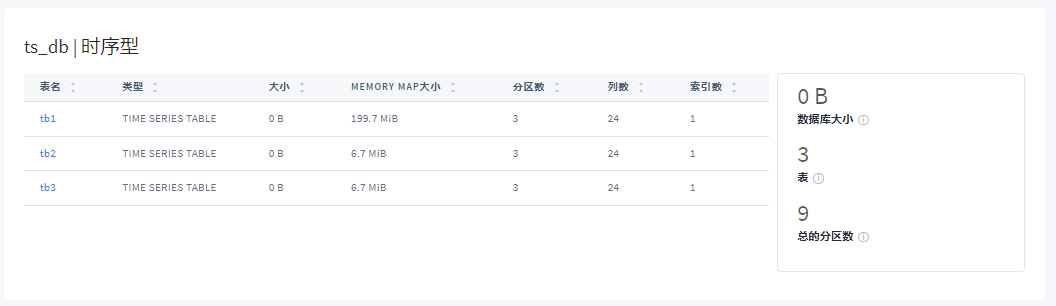 ts_db | 时序型
表名 类型 大小 MEMORY MAP大小 分区数 列数 索引数
tb1 TIME SERIES TABLE 0 B 199.7 MiB 3 24 1
tb2 TIME SERIES TABLE 0 B 6.7 MiB 3 24 1
tb3 TIME SERIES TABLE 0 B 6.7 MiB 3 24 1
0 B
数据库大小
3
表
9
总的分区数